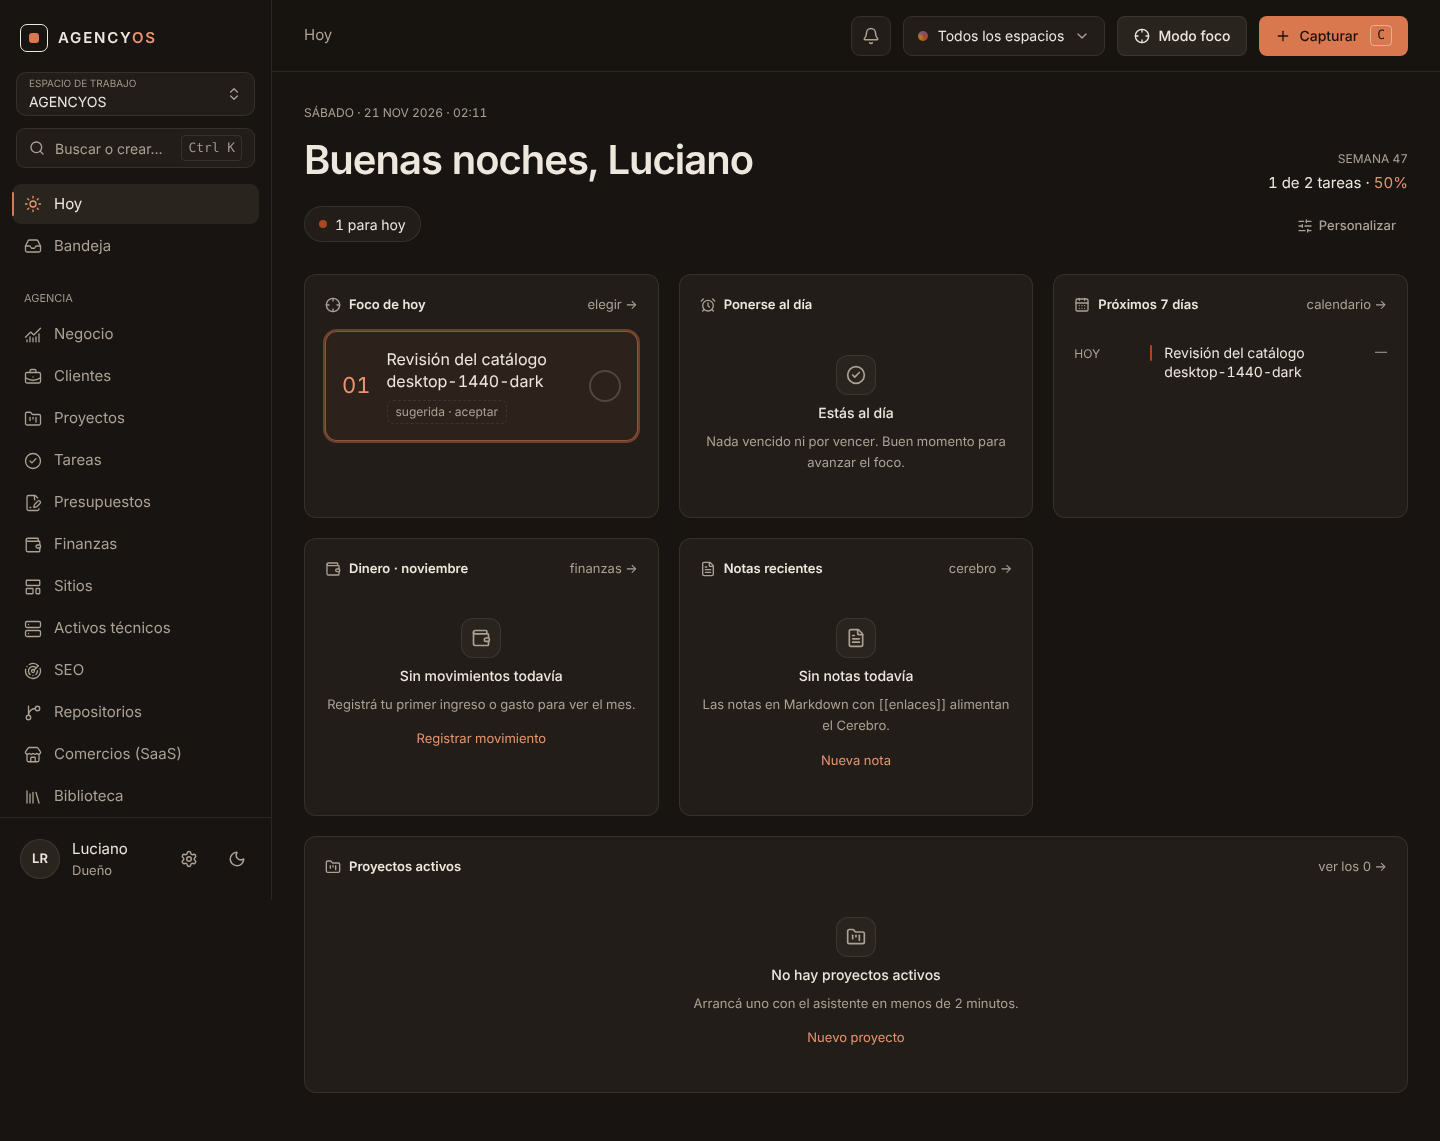 AGENCYOS
ESPACIO DE TRABAJO
AGENCYOS
Buscar o crear... Ctrl K
Hoy
Bandeja
AGENCIA
Negocio
Clientes
Proyectos
Tareas
Presupuestos
Finanzas
Sitios
Activos técnicos
SEO
Repositorios
Comercios (SaaS)
Biblioteca
LR
Luciano
Dueño
Hoy
Todos los espacios
Modo foco
Capturar C
SÁBADO · 21 NOV 2026 · 02:11
Buenas noches, Luciano
SEMANA 47
1 de 2 tareas · 50%
1 para hoy
Personalizar
Foco de hoy
elegir →
01
Revisión del catálogo
desktop-1440-dark
sugerida · aceptar
Ponerse al día
Estás al día
Nada vencido ni por vencer. Buen momento para
avanzar el foco.
Próximos 7 días
calendario →
HOY
Revisión del catálogo
desktop-1440-dark
—
Dinero · noviembre
finanzas →
Sin movimientos todavía
Registrá tu primer ingreso o gasto para ver el mes.
Registrar movimiento
Notas recientes
cerebro →
Sin notas todavía
Las notas en Markdown con [[enlaces]] alimentan
el Cerebro.
Nueva nota
Proyectos activos
ver los 0 →
No hay proyectos activos
Arrancá uno con el asistente en menos de 2 minutos.
Nuevo proyecto